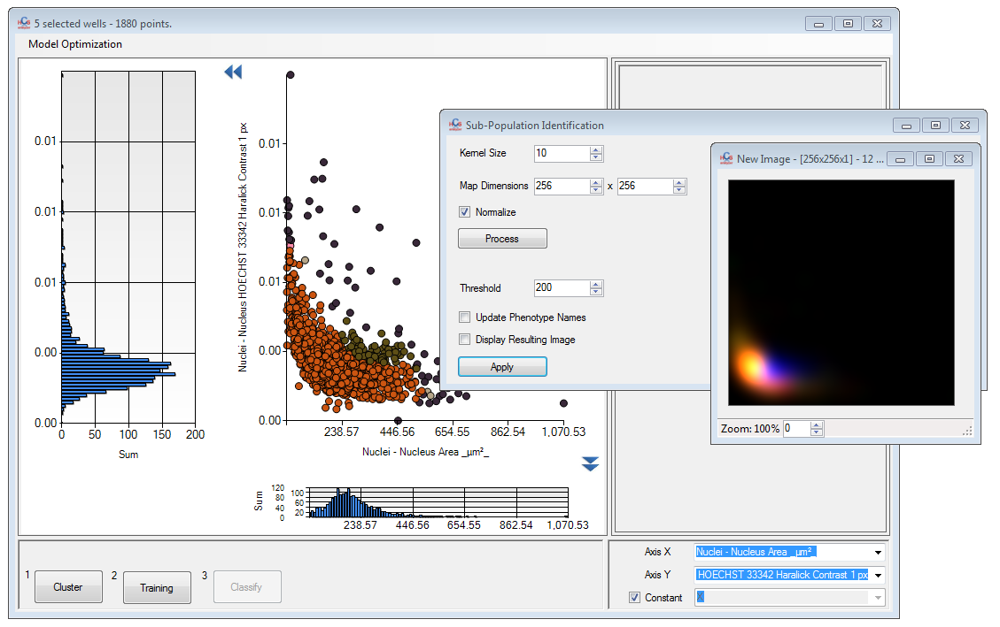 5 selected wells - 1880 points.
Model Optimization
0.01
0.01
0.01
0.00
0.00
0 50 100 150 200
Sum
Nuclei - Nucleus HOECHST 33342 Haralick Contrast 1 px
0.01
0.01
0.01
0.00
0.00
238.57 446.56 654.55 862.54 1,070.53
Nuclei - Nucleus Area _µm²_
Sum
120
100
80
60
40
20
0
238.57 446.56 654.55 862.54 1,070.53
Sub-Population Identification
Kernel Size 10
Map Dimensions 256 x 256
Normalize
Process
Threshold 200
Update Phenotype Names
Display Resulting Image
Apply
New Image - [256x256x1] - 12 ...
Zoom: 100% 0
1 Cluster 2 Training 3 Classify
Axis X Nuclei - Nucleus Area _µm²_
Axis Y HOECHST 33342 Haralick Contrast 1 px
Constant